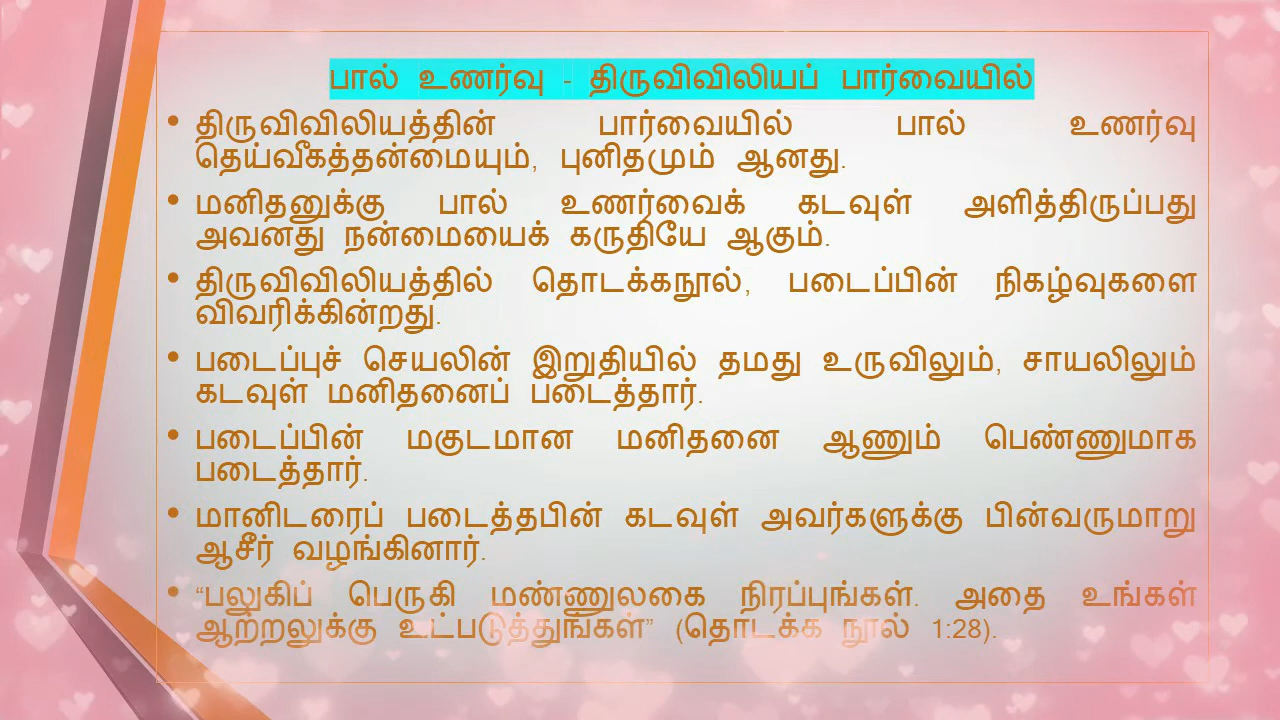 பால் உணர்வு - திருவிவிலியப் பார்வையில்
• திருவிவிலியத்தின் பார்வையில் பால் உணர்வு
தெய்வீகத்தன்மையும், புனிதமும் ஆனது.
• மனிதனுக்கு பால் உணர்வைக் கடவுள் அளித்திருப்பது
அவனது நன்மையைக் கருதியே ஆகும்.
• திருவிவிலியத்தில் தொடக்கநூல், படைப்பின் நிகழ்வுகளை
விவரிக்கின்றது.
• படைப்புச் செயலின் இறுதியில் தமது உருவிலும், சாயலிலும்
கடவுள் மனிதனைப் படைத்தார்.
• படைப்பின் மகுடமான மனிதனை ஆணும் பெண்ணுமாக
படைத்தார்.
• மானிடரைப் படைத்தபின் கடவுள் அவர்களுக்கு பின்வருமாறு
ஆசீர் வழங்கினார்.
• “பலுகிப் பெருகி மண்ணுலகை நிரப்புங்கள். அதை உங்கள்
ஆற்றலுக்கு உட்படுத்துங்கள்” (தொடக்க நூல் 1:28).